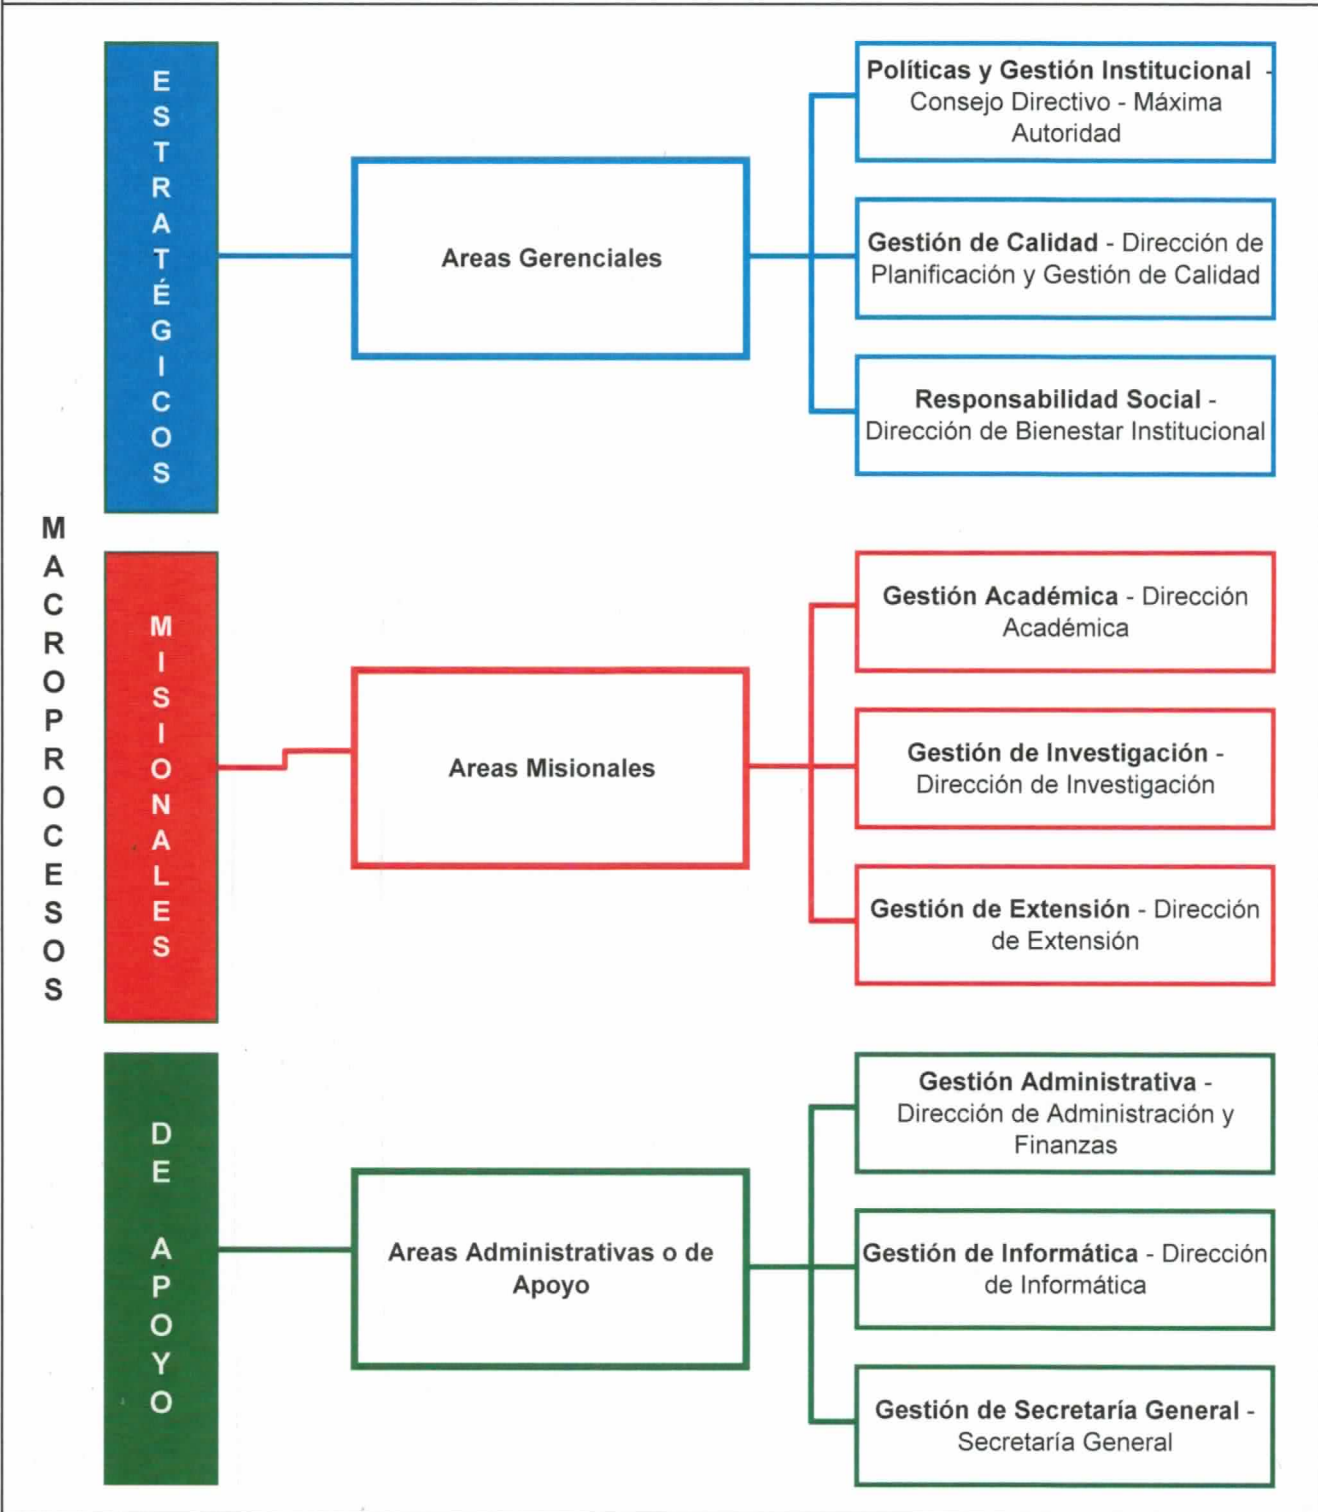 MACROPROCESOS
ESTRATÉGICOS
Areas Gerenciales
Políticas y Gestión Institucional -
Consejo Directivo - Máxima
Autoridad
Gestión de Calidad - Dirección de
Planificación y Gestión de Calidad
Responsabilidad Social -
Dirección de Bienestar Institucional
MISIONALES
Areas Misionales
Gestión Académica - Dirección
Académica
Gestión de Investigación -
Dirección de Investigación
Gestión de Extensión - Dirección
de Extensión
DE APOYO
Areas Administrativas o de
Apoyo
Gestión Administrativa -
Dirección de Administración y
Finanzas
Gestión de Informática - Dirección
de Informática
Gestión de Secretaría General -
Secretaría General